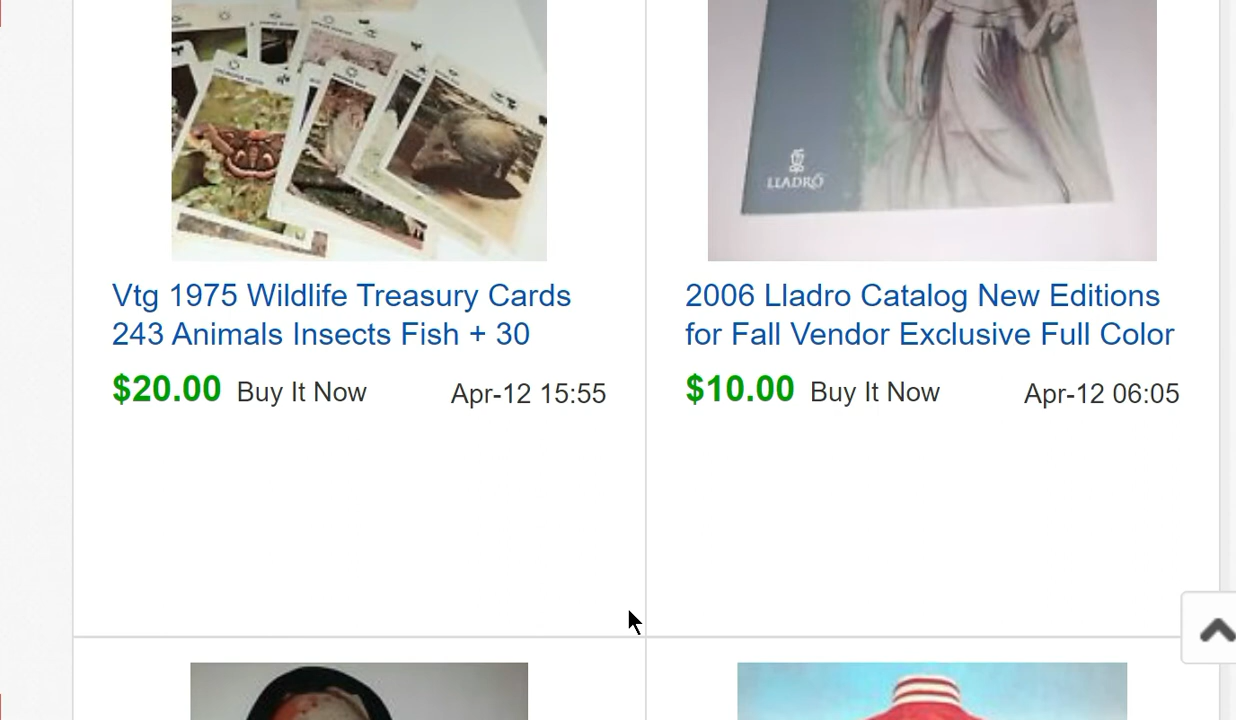 LLADRÓ
Vtg 1975 Wildlife Treasury Cards
243 Animals Insects Fish + 30
$20.00 Buy It Now Apr-12 15:55
2006 Lladro Catalog New Editions
for Fall Vendor Exclusive Full Color
$10.00 Buy It Now Apr-12 06:05